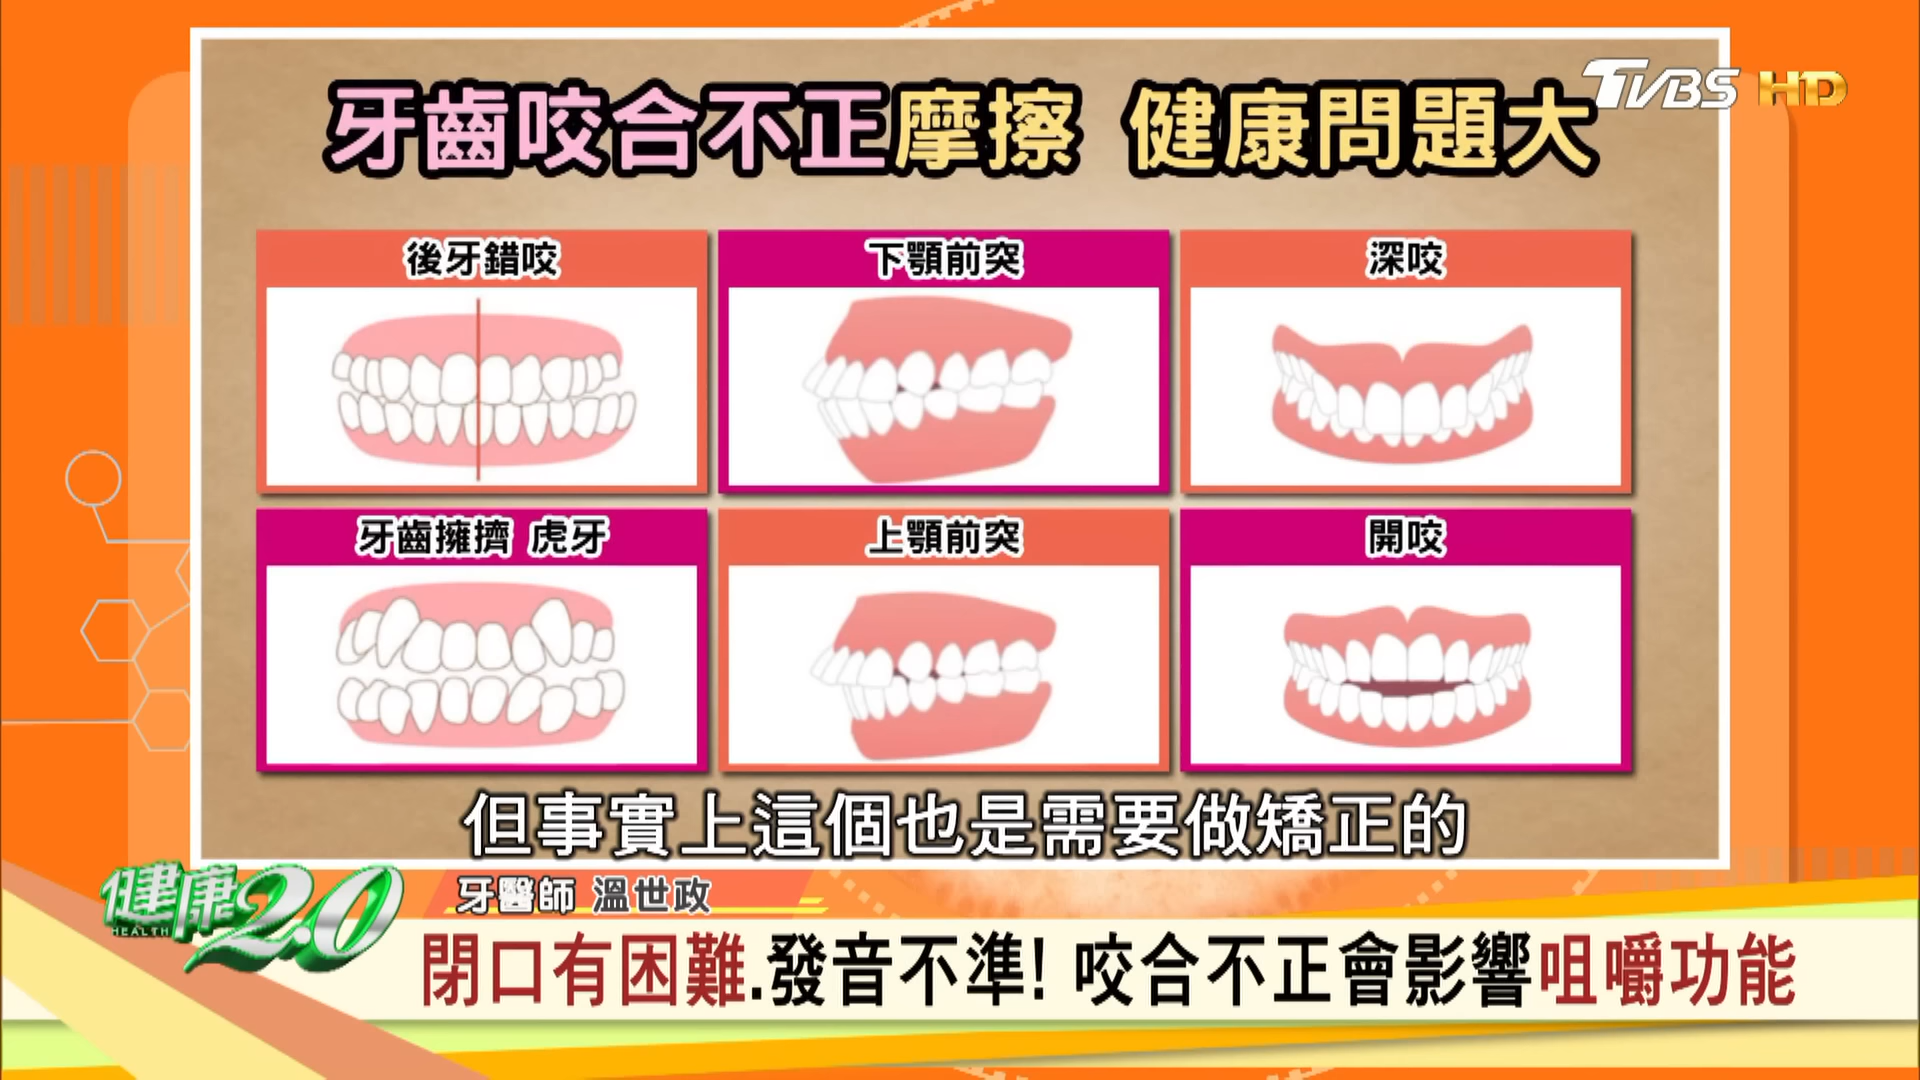 TVBS HD
牙齒咬合不正摩擦 健康問題大
後牙錯咬
下顎前突
深咬
牙齒擁擠 虎牙
上顎前突
開咬
但事實上這個也是需要做矯正的
健康2.0
HEALTH
牙醫師 溫世政
閉口有困難.發音不準! 咬合不正會影響咀嚼功能